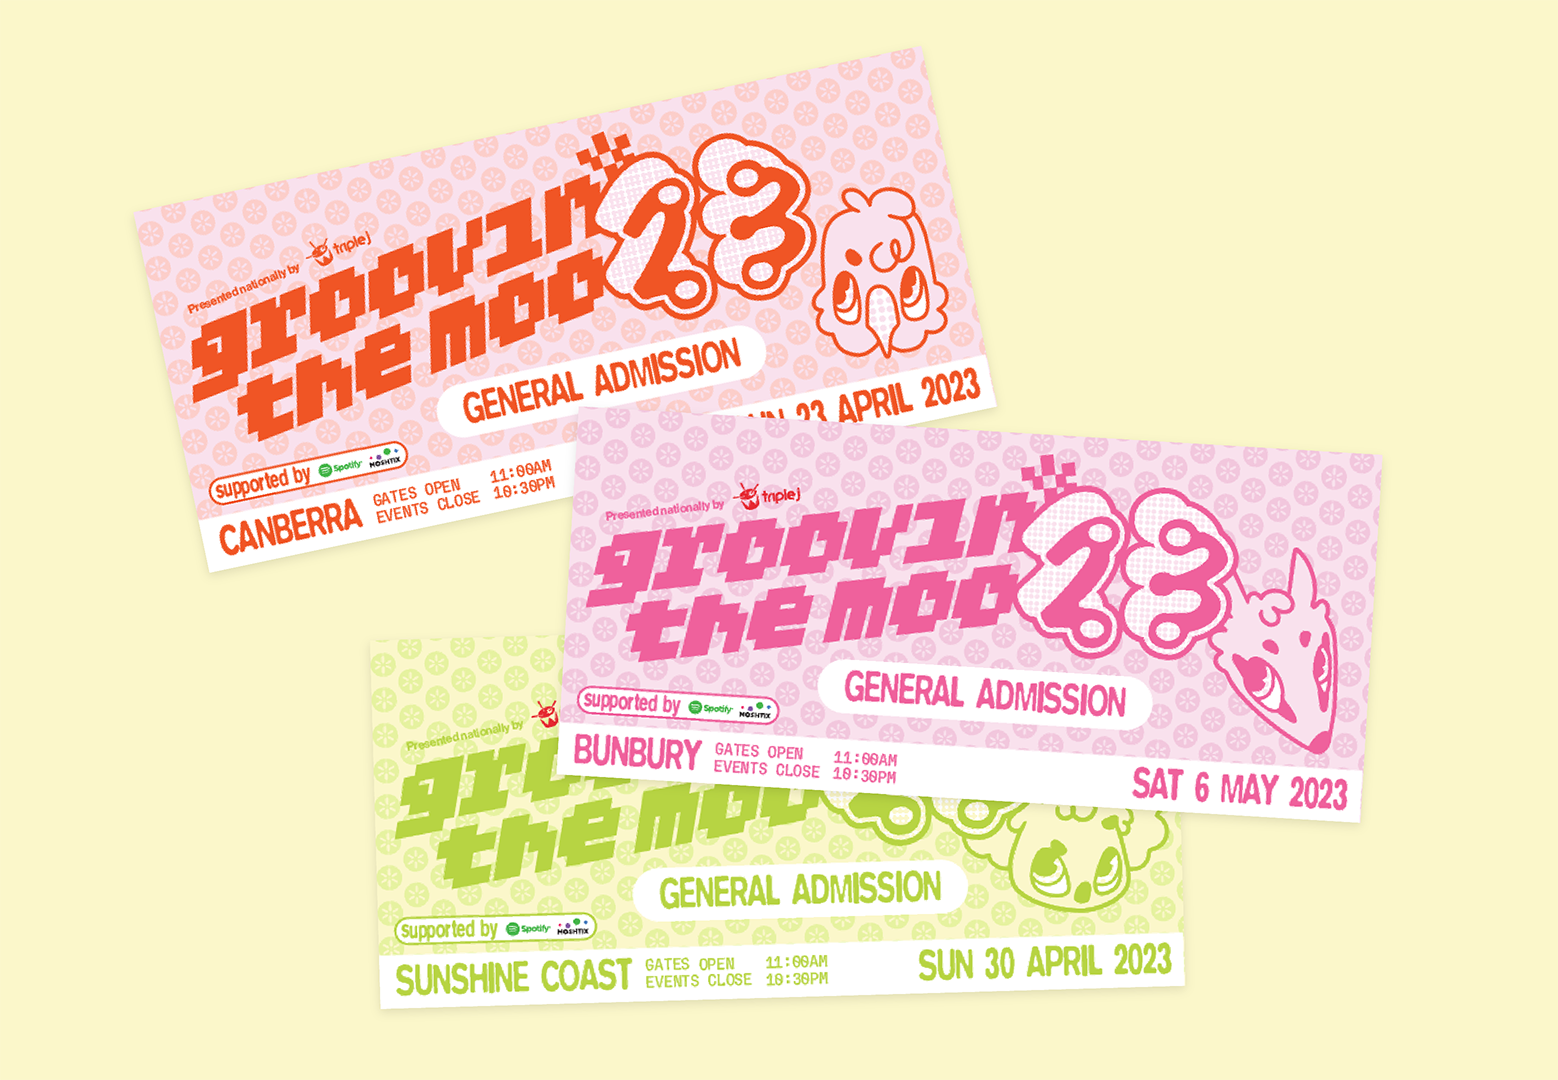 Presented nationally by triple j
groovin
the moo
23
GENERAL ADMISSION
supported by Spotify MOSHTIX
CANBERRA
GATES OPEN 11:00AM
EVENTS CLOSE 10:30PM
23 APRIL 2023
Presented nationally by triple j
groovin
the moo
23
GENERAL ADMISSION
supported by Spotify MOSHTIX
BUNBURY
GATES OPEN 11:00AM
EVENTS CLOSE 10:30PM
SAT 6 MAY 2023
Presented nationally by
gro
the moo
GENERAL ADMISSION
supported by Spotify MOSHTIX
SUNSHINE COAST
GATES OPEN 11:00AM
EVENTS CLOSE 10:30PM
SUN 30 APRIL 2023